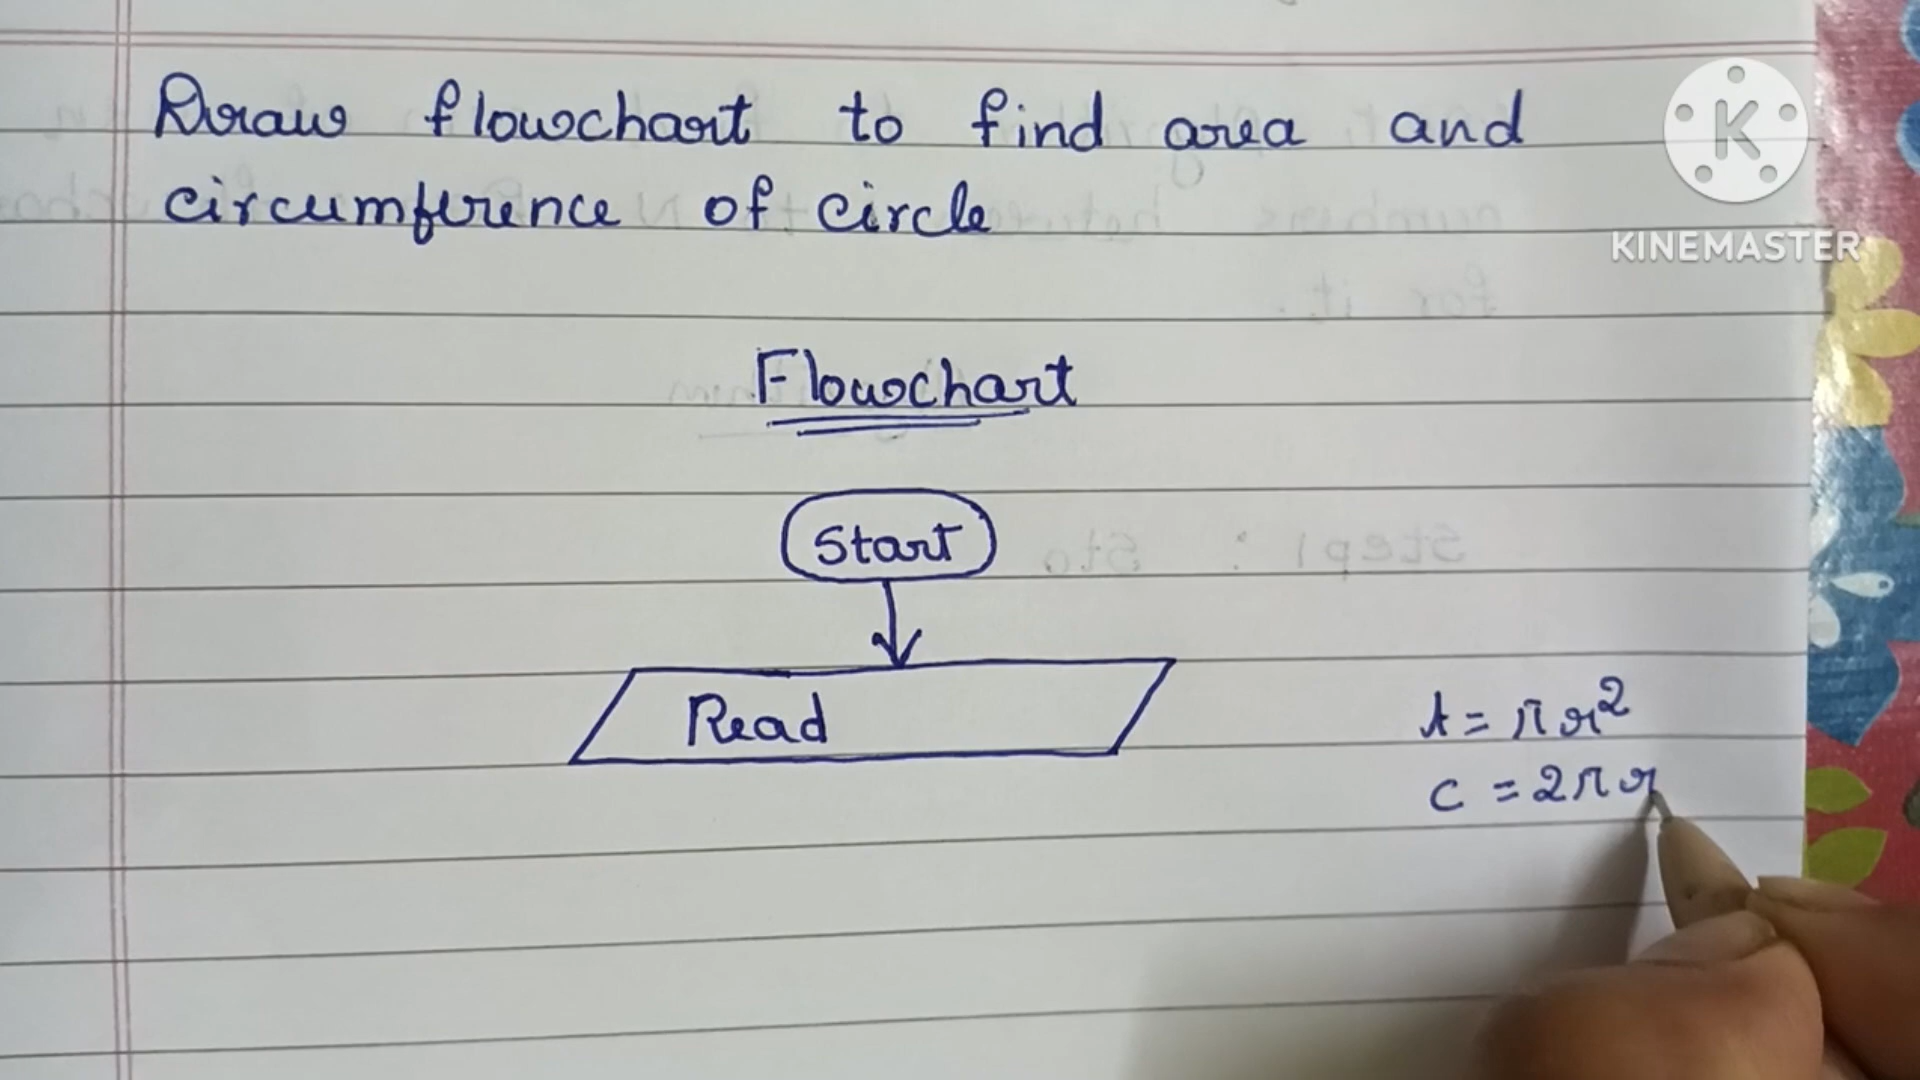 Draw flowchart to find area and
circumference of circle
K
KINEMASTER
Flowchart
Start
Read
A = πr²
C = 2πr